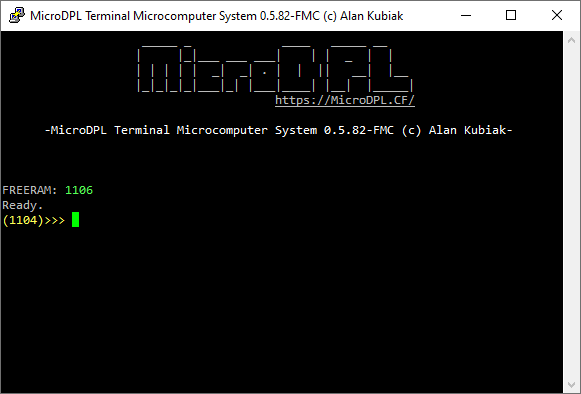 MicroDPL Terminal Microcomputer System 0.5.82-FMC (c) Alan Kubiak
MicroDPL
https://MicroDPL.CF/
-MicroDPL Terminal Microcomputer System 0.5.82-FMC (c) Alan Kubiak-
FREERAM: 1106
Ready.
(1104)>>>